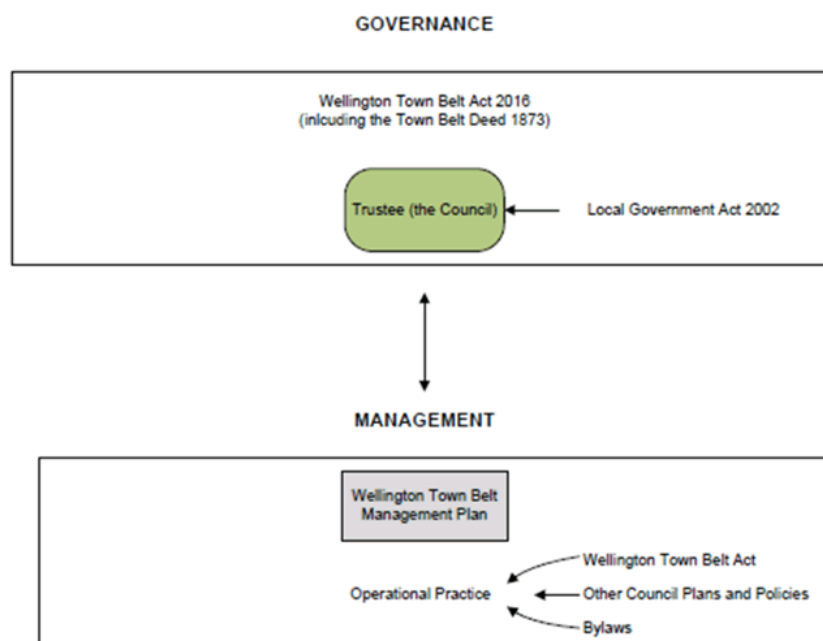 GOVERNANCE
Wellington Town Belt Act 2016
(inlcuding the Town Belt Deed 1873)
Trustee (the Council)
Local Government Act 2002
MANAGEMENT
Wellington Town Belt
Management Plan
Wellington Town Belt Act
Operational Practice
Other Council Plans and Policies
Bylaws